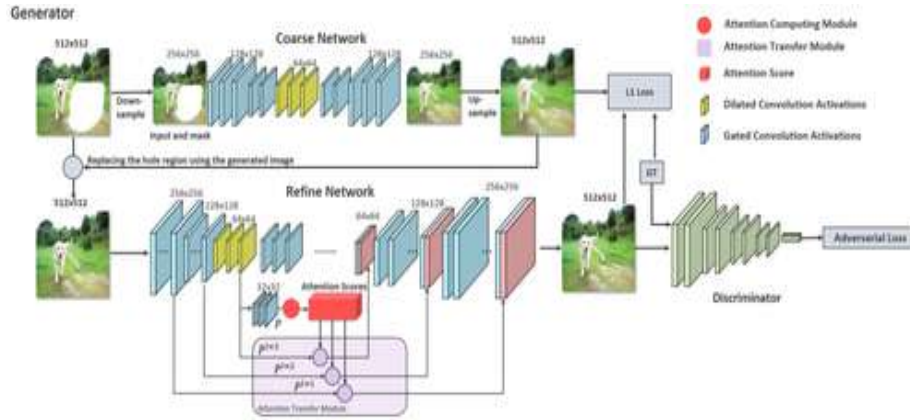 Generator
512x512
Coarse Network
256x256
128x128
64x64
128x128
256x256
512x512
Down-
sample
Input and mask
Up-
sample
L1 Loss
Attention Computing Module
Attention Transfer Module
Attention Score
Dilated Convolution Activations
Gated Convolution Activations
Replacing the hole region using the generated image
Refine Network
512x512
256x256
128x128
64x64
64x64
128x128
256x256
512x512
GT
Adversarial Loss
Discriminator
32x32
Attention Scores
P
Attention Transfer Module